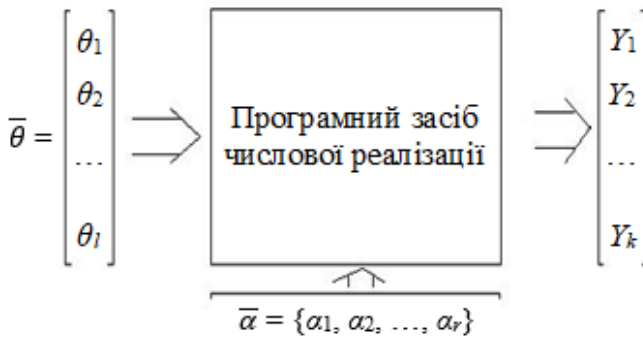 θ1
θ2
…
θl
θ̅ =
Програмний засіб
числової реалізації
Y1
Y2
…
Yk
α̅ = {α1, α2, …, αr}